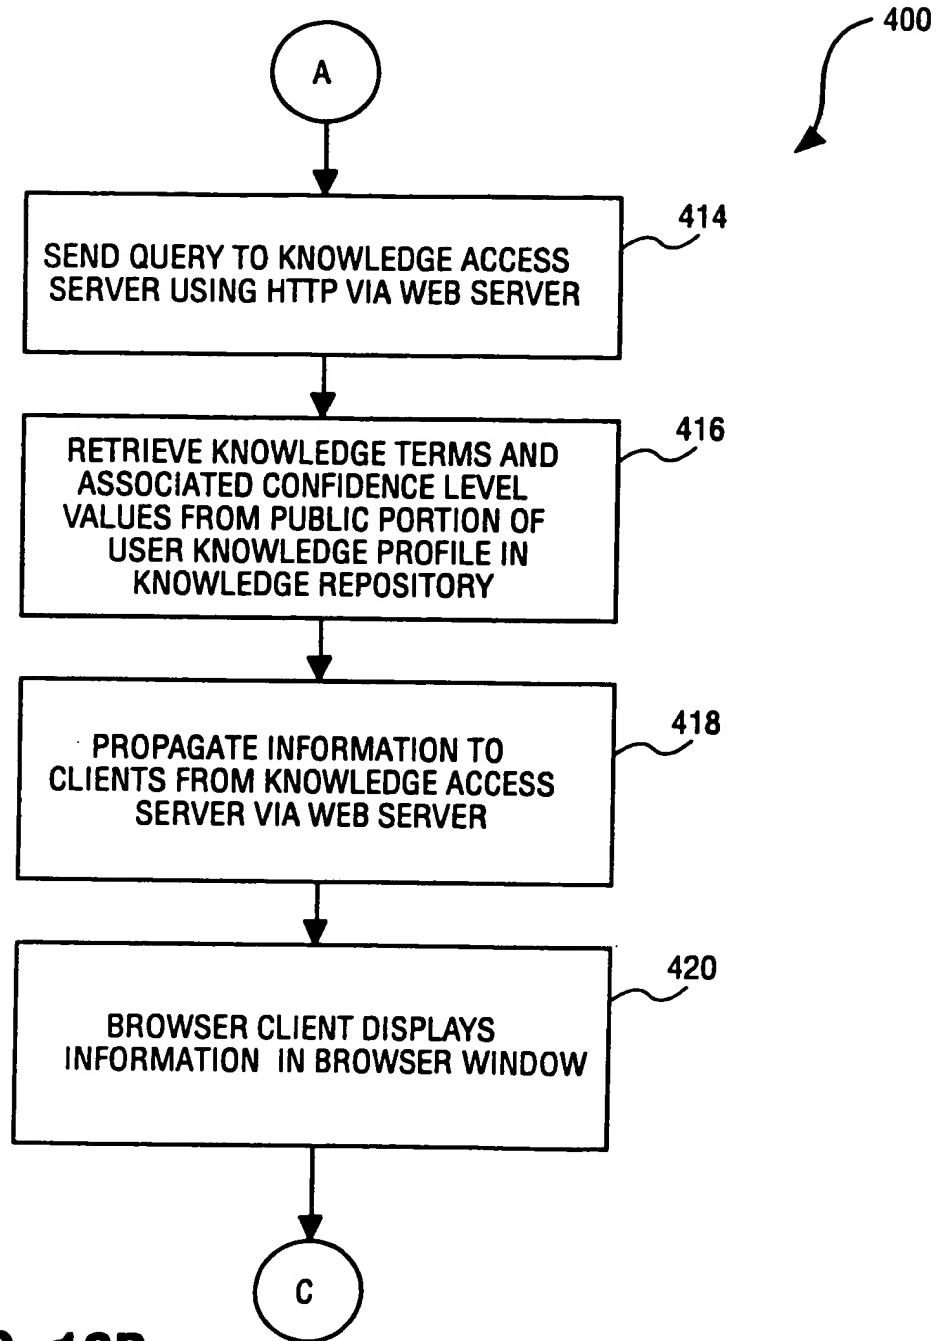 400
A
414
SEND QUERY TO KNOWLEDGE ACCESS
SERVER USING HTTP VIA WEB SERVER
416
RETRIEVE KNOWLEDGE TERMS AND
ASSOCIATED CONFIDENCE LEVEL
VALUES FROM PUBLIC PORTION OF
USER KNOWLEDGE PROFILE IN
KNOWLEDGE REPOSITORY
418
PROPAGATE INFORMATION TO
CLIENTS FROM KNOWLEDGE ACCESS
SERVER VIA WEB SERVER
420
BROWSER CLIENT DISPLAYS
INFORMATION IN BROWSER WINDOW
C